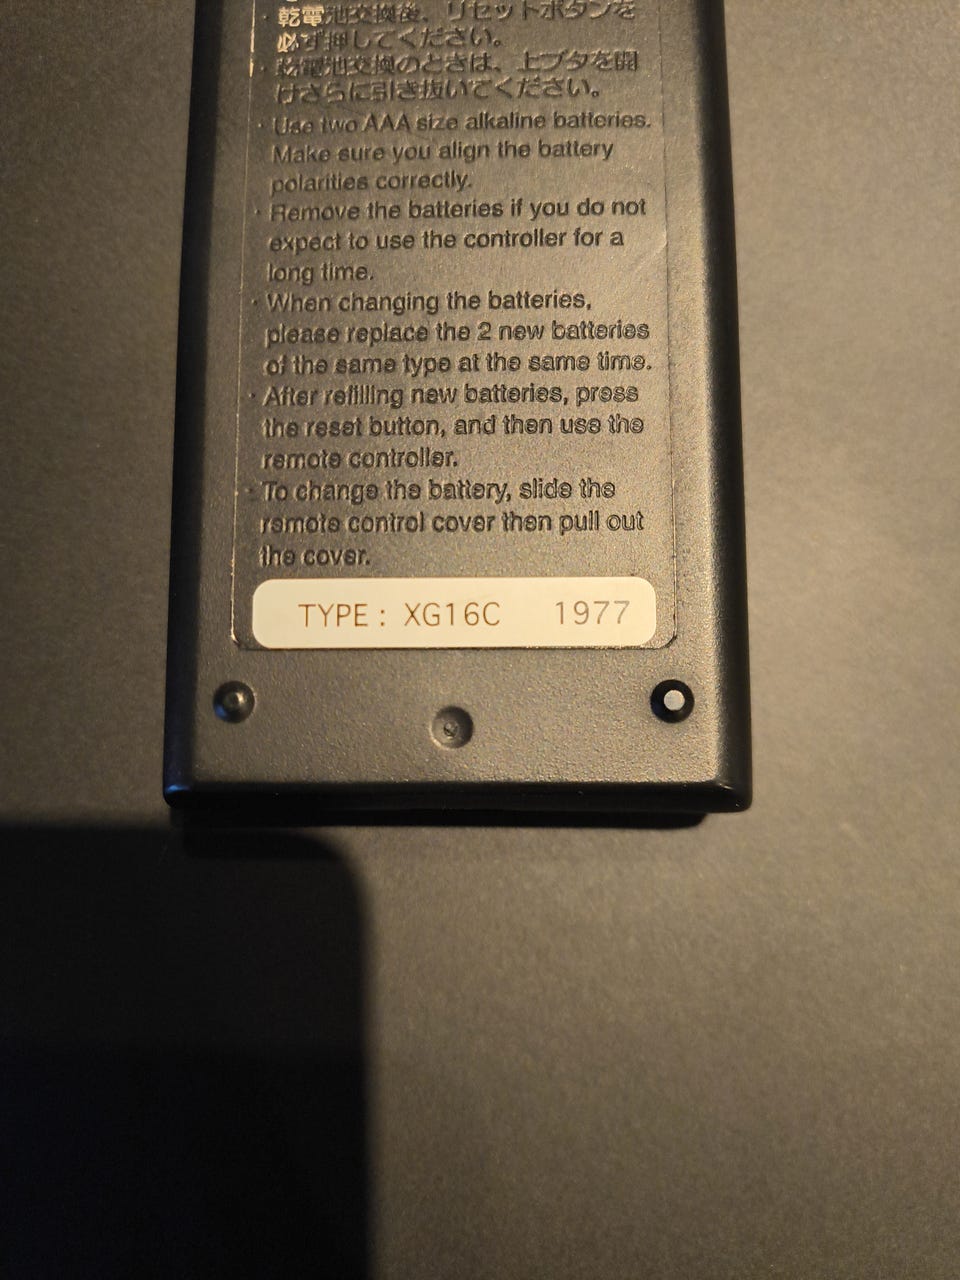 ・乾電池交換後、リセットボタンを
必ず押してください。
・乾電池交換のときは、上ブタを開
けさらに引き抜いてください。
・Use two AAA size alkaline batteries.
Make sure you align the battery
polarities correctly.
・Remove the batteries if you do not
expect to use the controller for a
long time.
・When changing the batteries,
please replace the 2 new batteries
of the same type at the same time.
・After refilling new batteries, press
the reset button, and then use the
remote controller.
・To change the battery, slide the
remote control cover then pull out
the cover.
TYPE : XG16C 1977